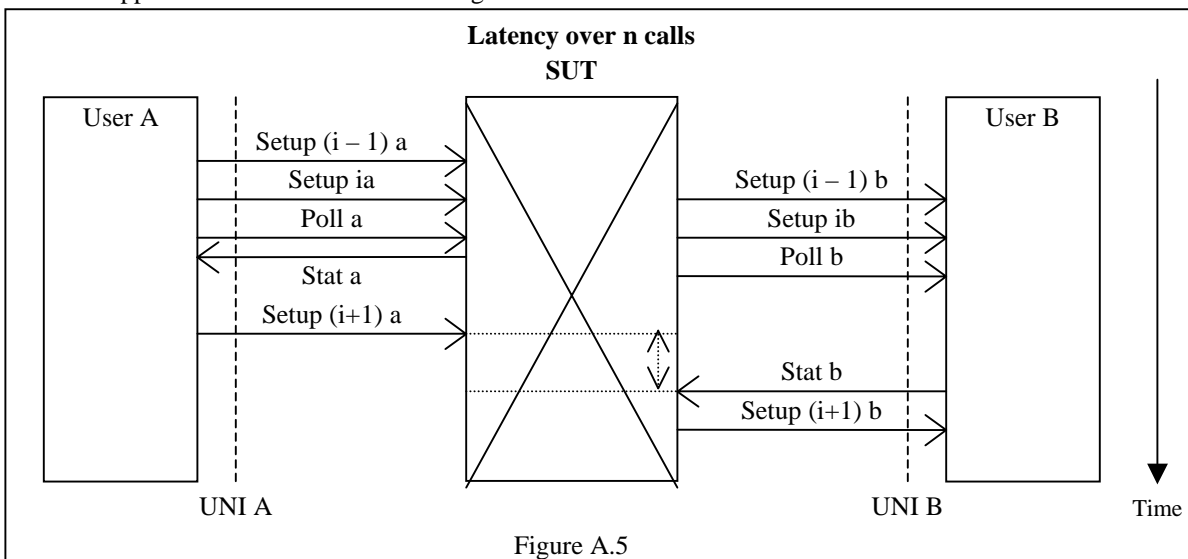 Latency over n calls
SUT
User A
User B
Setup (i – 1) a
Setup ia
Setup (i – 1) b
Poll a
Setup ib
Stat a
Poll b
Setup (i+1) a
Stat b
Setup (i+1) b
UNI A
UNI B
Time
Figure A.5